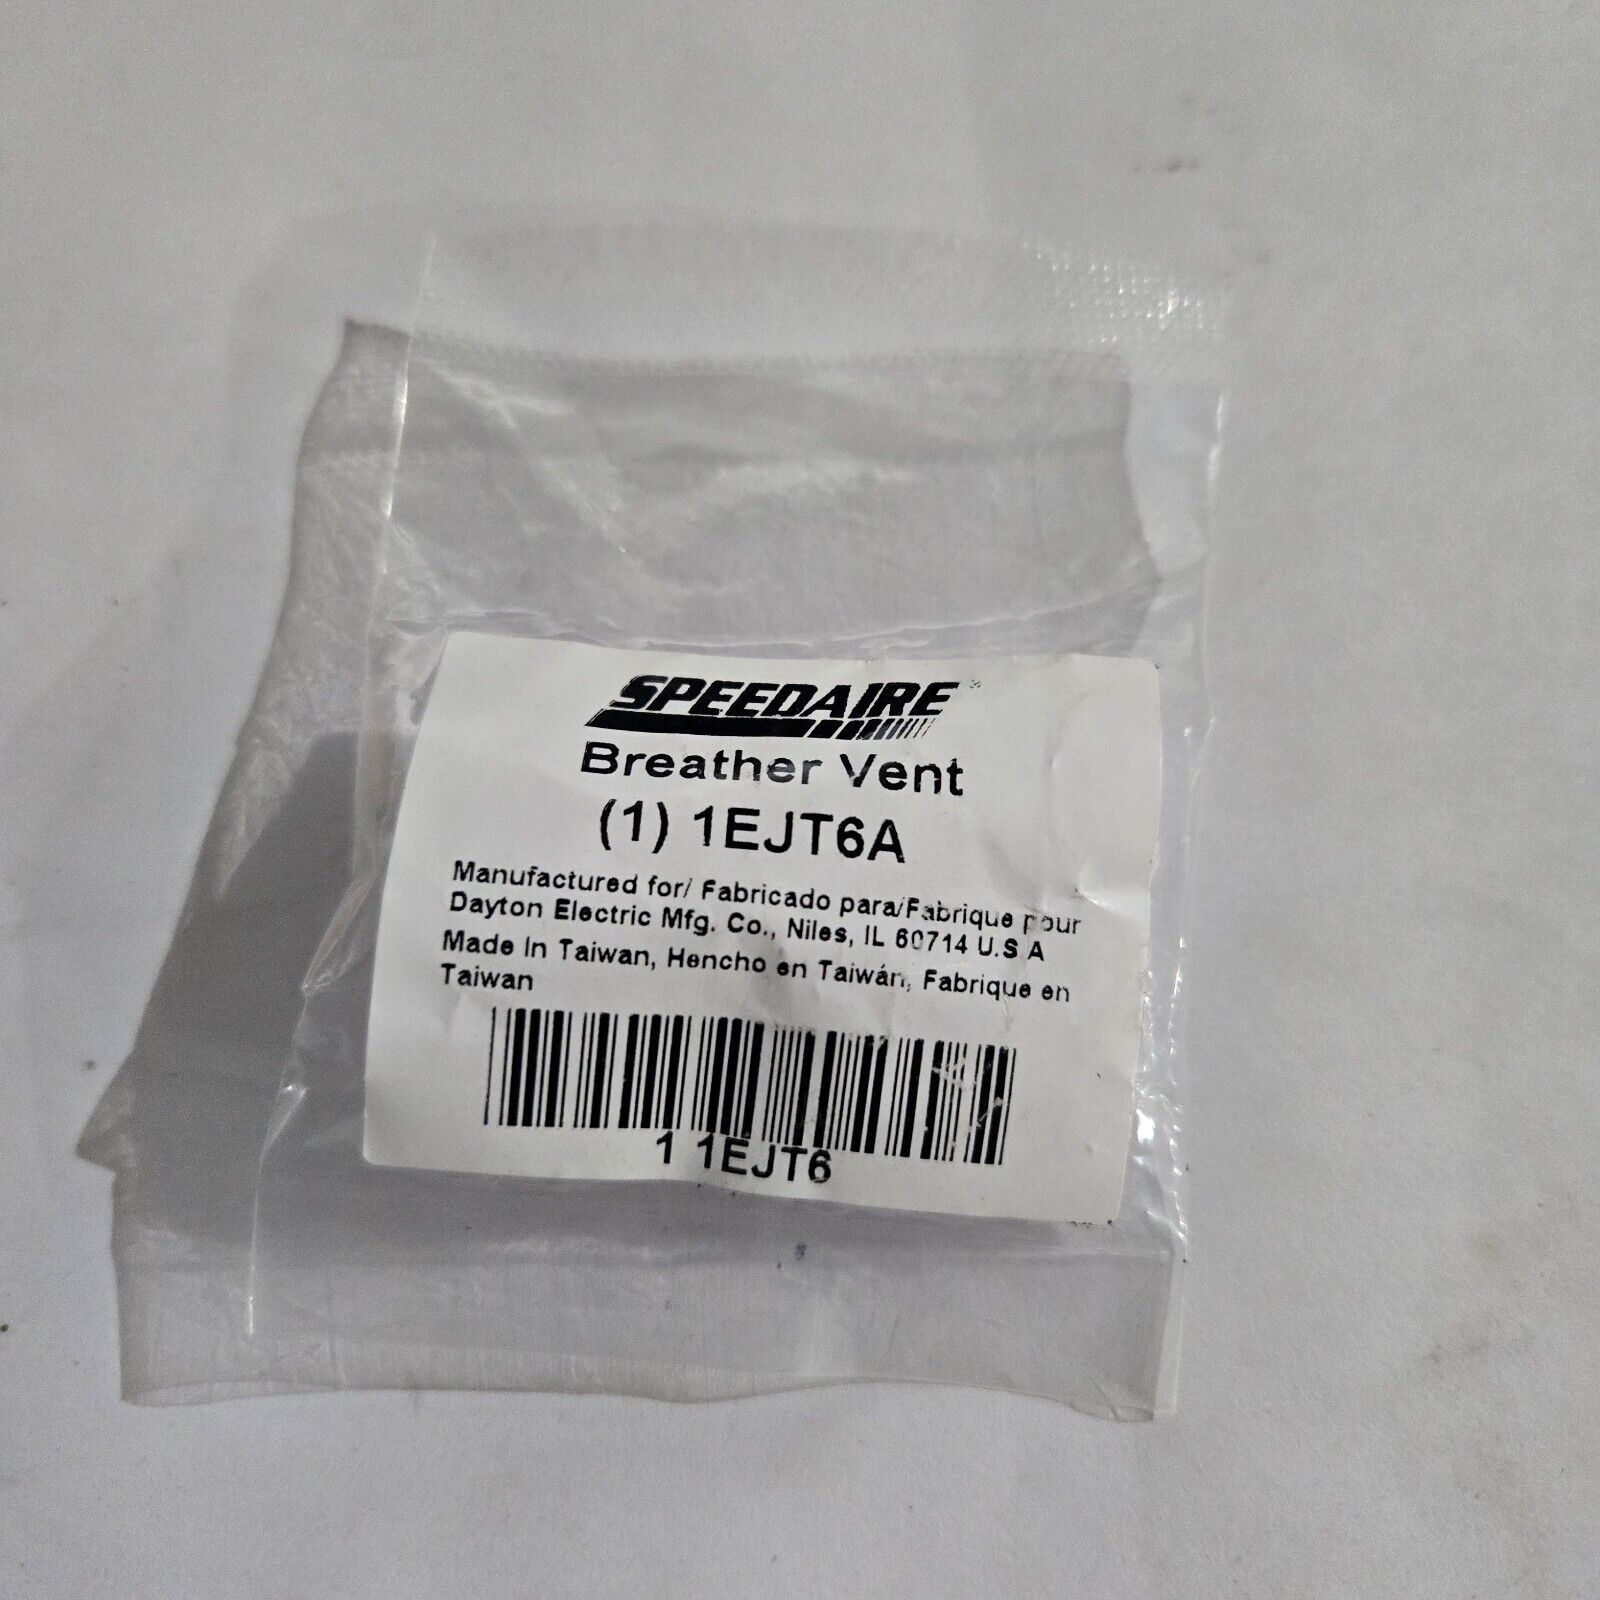 SPEEDAIRE
Breather Vent
(1) 1EJT6A
Manufactured for/ Fabricado para/Fabrique pour
Dayton Electric Mfg. Co., Niles, IL 60714 U.S A
Made In Taiwan, Hencho en Taiwán, Fabrique en
Taiwan
1 1EJT6